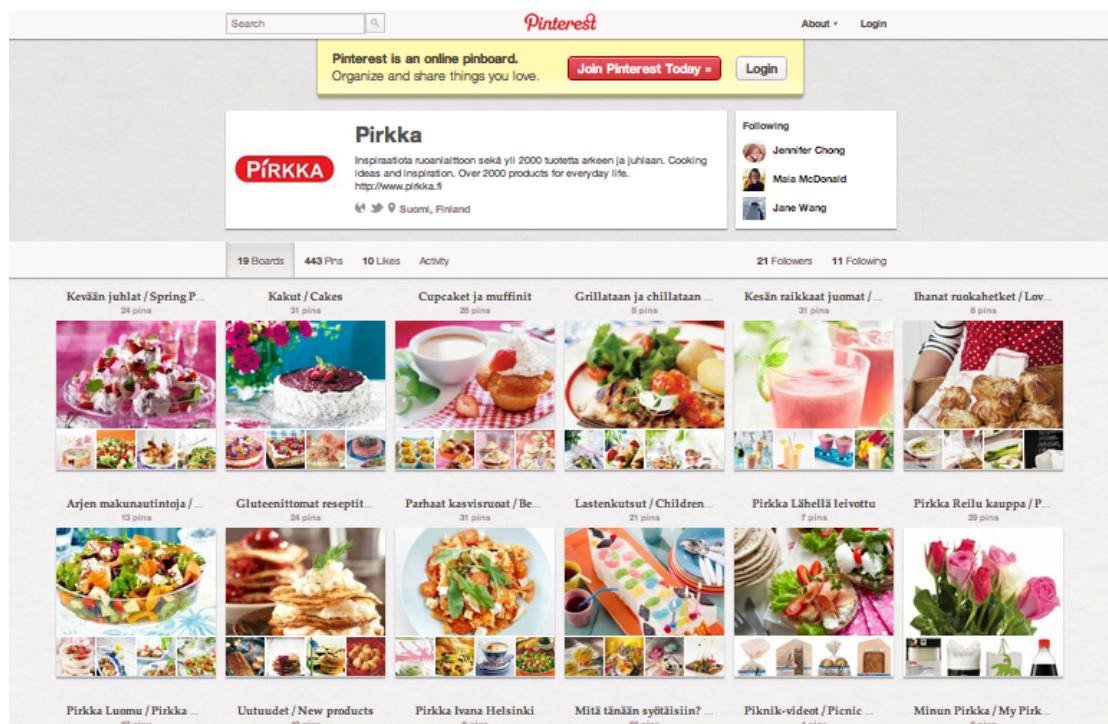 Search
Pinterest
About
Login
Pinterest is an online pinboard.
Organize and share things you love.
Join Pinterest Today »
Login
PIRKKA
Pirkka
Inspiraatiota ruoanlaittoon sekä yli 2000 tuotetta arkeen ja juhlaan. Cooking
ideas and inspiration. Over 2000 products for everyday life.
http://www.pirkka.fi
Suomi, Finland
Following
Jennifer Chong
Maia McDonald
Jane Wang
19 Boards 443 Pins 10 Likes Activity
21 Followers 11 Following
Kevään juhlat / Spring P...
24 pins
Kakut / Cakes
31 pins
Cupcaket ja muffinit
26 pins
Grillataan ja chillataan ...
6 pins
Kesän raikkaat juomat / ...
31 pins
Ihanat ruokahetket / Lov...
8 pins
Arjen makunautintoja / ...
13 pins
Gluteenittomat reseptit...
24 pins
Parhaat kasvisruoat / Be...
31 pins
Lastenkutsut / Children...
21 pins
Pirkka Lähellä leivottu
7 pins
Pirkka Reilu kauppa / P...
29 pins
Pirkka Luomu / Pirkka ...
Uutuudet / New products
Pirkka Ivana Helsinki
Mitä tänään syötäisiin? ...
Piknik-videot / Picnic ...
Minun Pirkka / My Pirk...